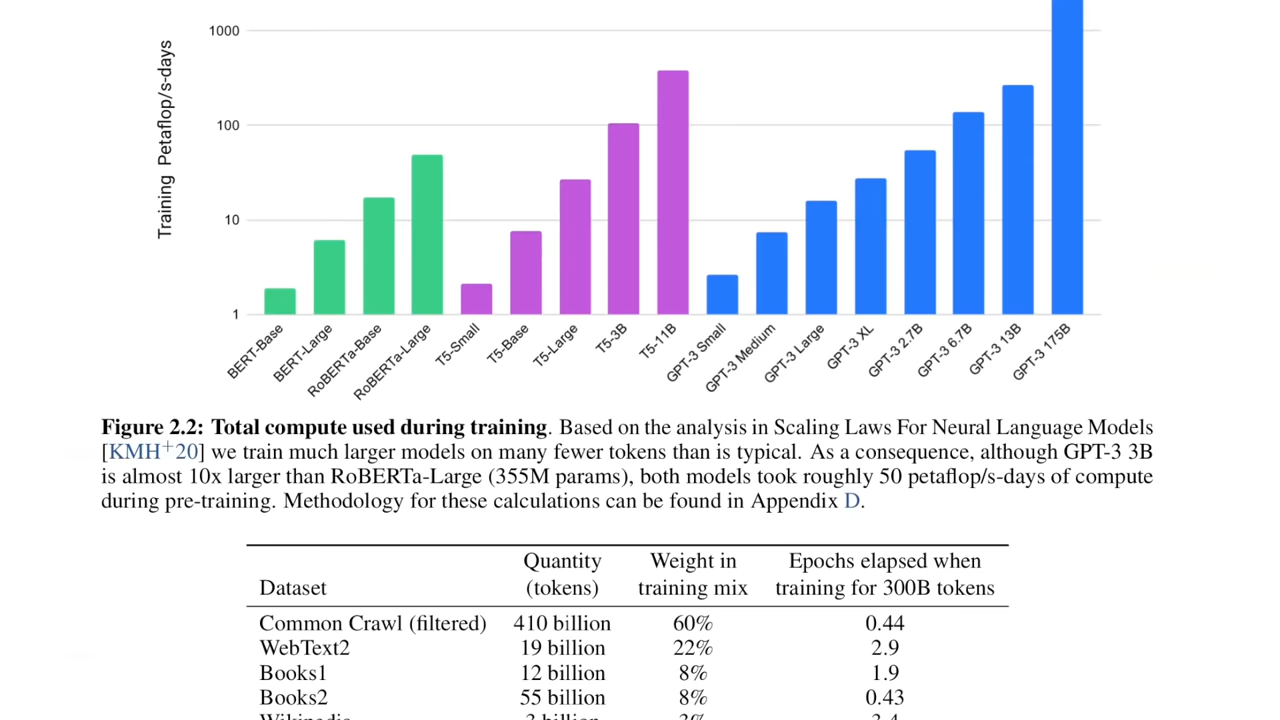 1000
100
10
1
Training Petaflop/s-days
BERT-Base
BERT-Large
RoBERTa-Base
RoBERTa-Large
T5-Small
T5-Base
T5-Large
T5-3B
T5-11B
GPT-3 Small
GPT-3 Medium
GPT-3 Large
GPT-3 XL
GPT-3 2.7B
GPT-3 6.7B
GPT-3 13B
GPT-3 175B
Figure 2.2: Total compute used during training. Based on the analysis in Scaling Laws For Neural Language Models
[KMH+20] we train much larger models on many fewer tokens than is typical. As a consequence, although GPT-3 3B
is almost 10x larger than RoBERTa-Large (355M params), both models took roughly 50 petaflop/s-days of compute
during pre-training. Methodology for these calculations can be found in Appendix D.
Quantity Weight in Epochs elapsed when
Dataset (tokens) training mix training for 300B tokens
Common Crawl (filtered) 410 billion 60% 0.44
WebText2 19 billion 22% 2.9
Books1 12 billion 8% 1.9
Books2 55 billion 8% 0.43
Wikipedia 3 billion 3% 3.4